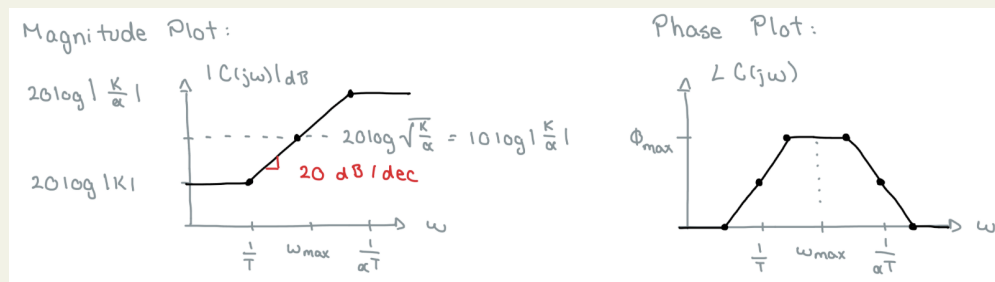 Magnitude Plot:
|C(jω)|dB
20log|K/α|
20log√K/α = 10log|K/α|
20 dB/dec
20log|K|
1/T ωmax 1/αT ω
Phase Plot:
∠C(jω)
Φmax
1/T ωmax 1/αT ω